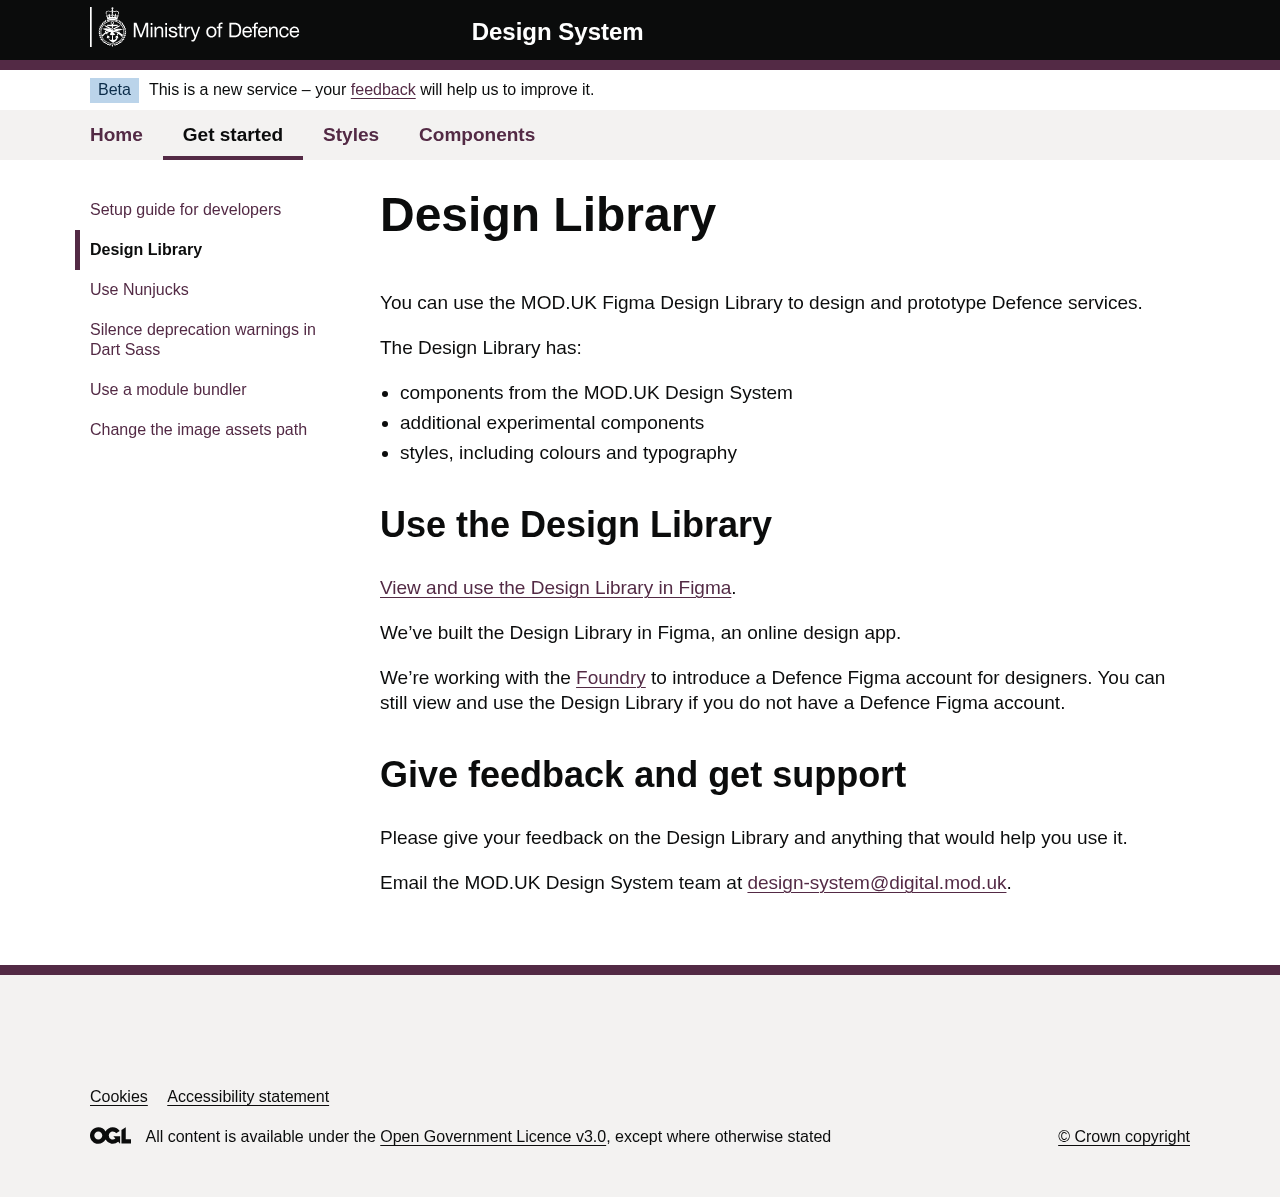 Ministry of Defence
Design System
Beta
This is a new service – your feedback will help us to improve it.
Home
Get started
Styles
Components
Setup guide for developers
Design Library
Use Nunjucks
Silence deprecation warnings in
Dart Sass
Use a module bundler
Change the image assets path
Design Library
You can use the MOD.UK Figma Design Library to design and prototype Defence services.
The Design Library has:
components from the MOD.UK Design System
additional experimental components
styles, including colours and typography
Use the Design Library
View and use the Design Library in Figma.
We’ve built the Design Library in Figma, an online design app.
We’re working with the Foundry to introduce a Defence Figma account for designers. You can
still view and use the Design Library if you do not have a Defence Figma account.
Give feedback and get support
Please give your feedback on the Design Library and anything that would help you use it.
Email the MOD.UK Design System team at design-system@digital.mod.uk.
Cookies
Accessibility statement
OGL
All content is available under the Open Government Licence v3.0, except where otherwise stated
© Crown copyright